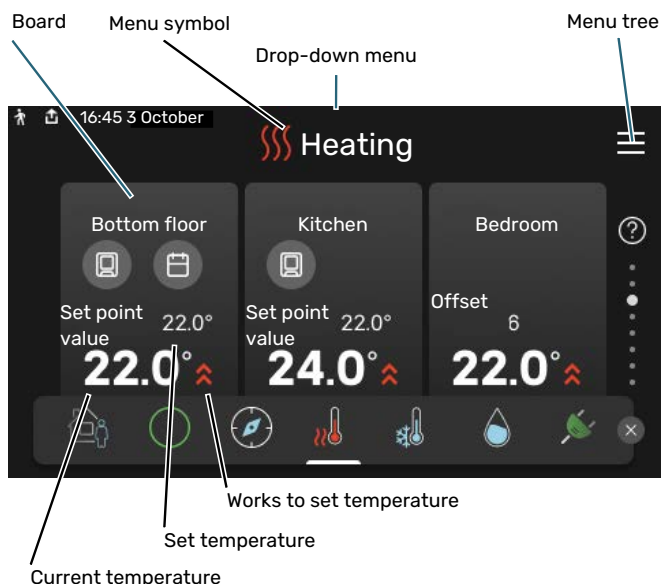 Board
Menu symbol
Menu tree
Drop-down menu
16:45 3 October
Heating
Bottom floor
Kitchen
Bedroom
?
Set point
value
22.0°
Set point
value
22.0°
Offset
6
22.0°
24.0°
22.0°
Works to set temperature
Set temperature
Current temperature